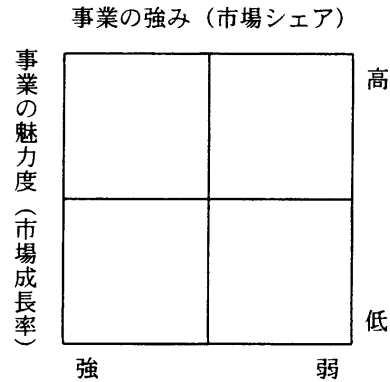 事業の強み（市場シェア）
事業の魅力度（市場成長率）
高
低
強
弱